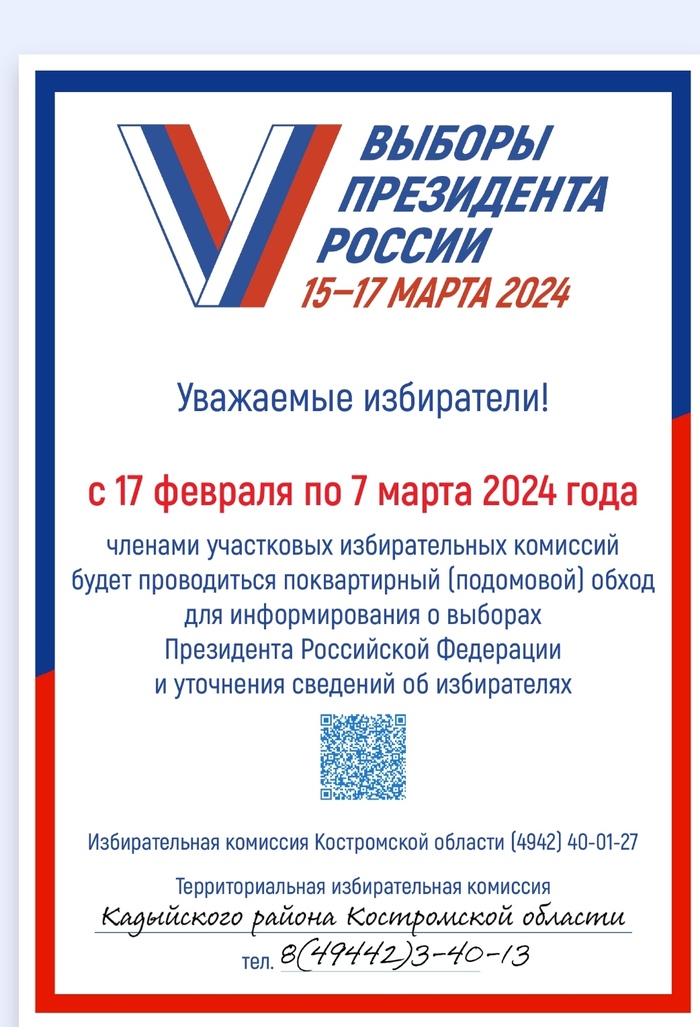 ВЫБОРЫ
ПРЕЗИДЕНТА
РОССИИ
15–17 МАРТА 2024
Уважаемые избиратели!
с 17 февраля по 7 марта 2024 года
членами участковых избирательных комиссий
будет проводиться поквартирный (подомовой) обход
для информирования о выборах
Президента Российской Федерации
и уточнения сведений об избирателях
Избирательная комиссия Костромской области (4942) 40-01-27
Территориальная избирательная комиссия
Кадыйского района Костромской области
тел. 8(49442)3-40-13